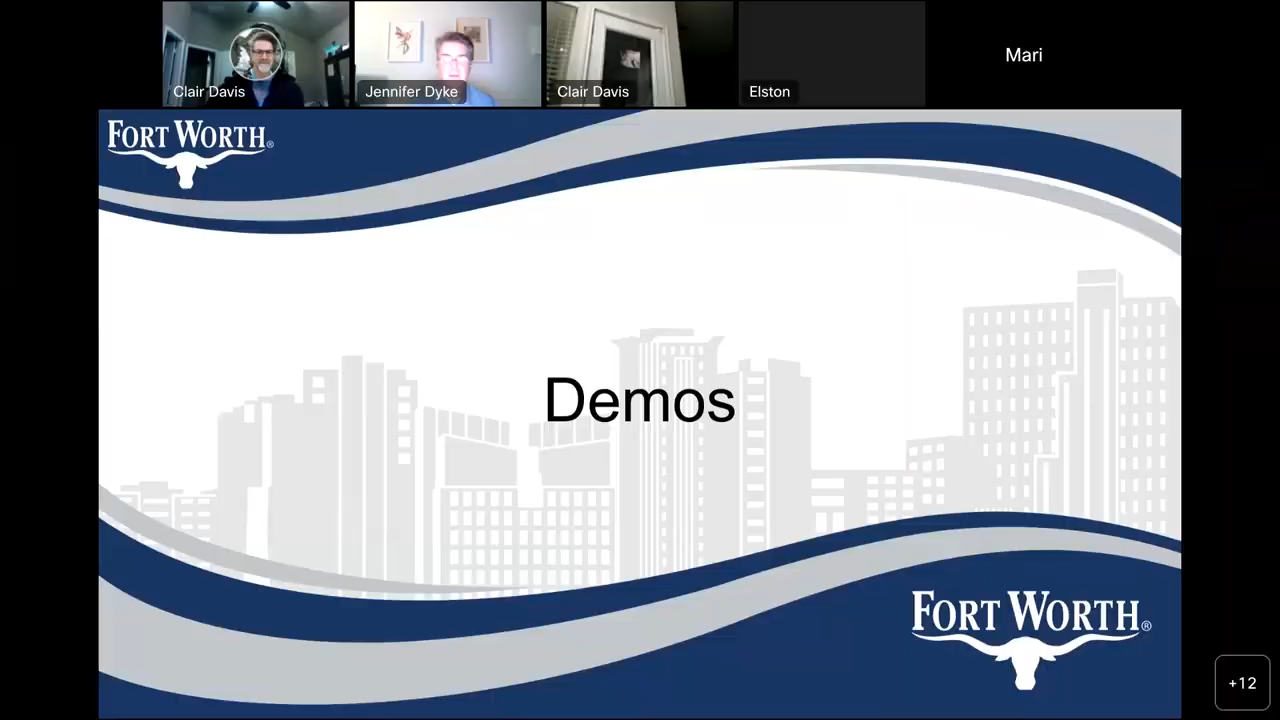 Clair Davis
Jennifer Dyke
Clair Davis
Elston
Mari
FORT WORTH®
Demos
FORT WORTH®
+12